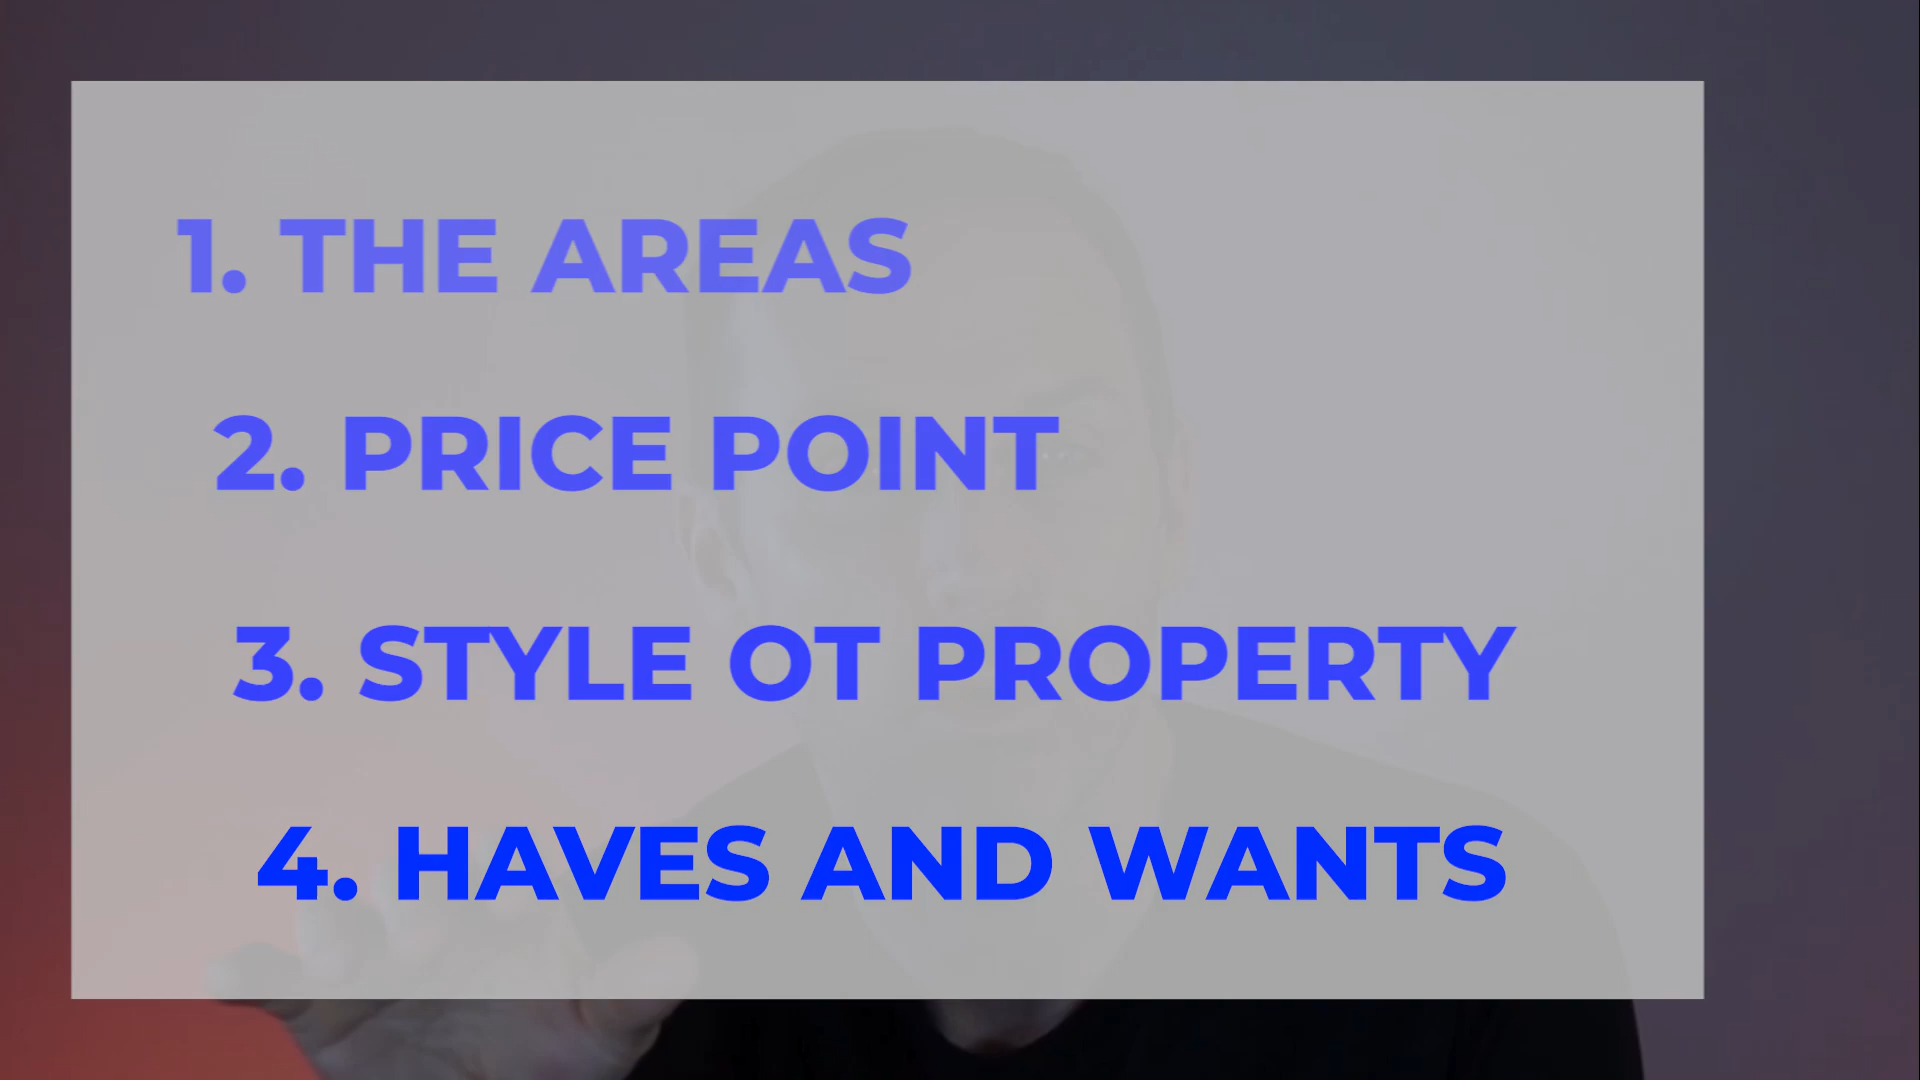 1. THE AREAS
2. PRICE POINT
3. STYLE OT PROPERTY
4. HAVES AND WANTS